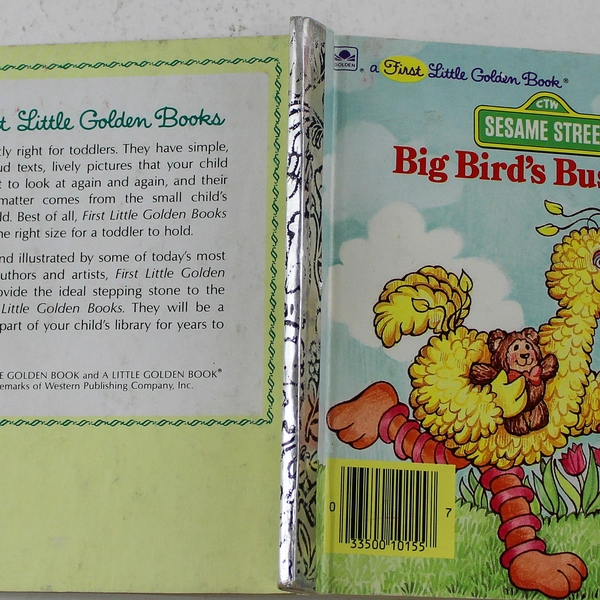 t Little Golden Books
tly right for toddlers. They have simple,
ud texts, lively pictures that your child
t to look at again and again, and their
matter comes from the small child's
ld. Best of all, First Little Golden Books
he right size for a toddler to hold.
nd illustrated by some of today's most
uthors and artists, First Little Golden
ovide the ideal stepping stone to the
Little Golden Books. They will be a
part of your child's library for years to
LE GOLDEN BOOK and A LITTLE GOLDEN BOOK®
demarks of Western Publishing Company, Inc.
GOLDEN®
a First Little Golden Book®
CTW
SESAME STREE
Big Bird's Bus
0 33500 10155 7